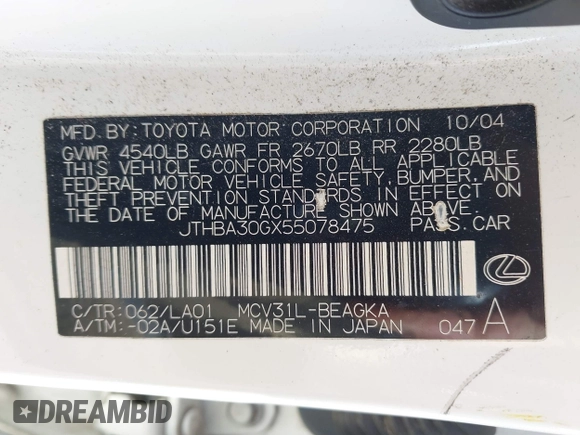 MFD. BY: TOYOTA MOTOR CORPORATION 10/04
GVWR 4540LB GAWR FR 2670LB RR 2280LB
THIS VEHICLE CONFORMS TO ALL APPLICABLE
FEDERAL MOTOR VEHICLE SAFETY, BUMPER, AND
THEFT PREVENTION STANDARDS IN EFFECT ON
THE DATE OF MANUFACTURE SHOWN ABOVE.
JTHBA30GX55078475 PASS. CAR
C/TR: 062/LA01 MCV31L-BEAGKA
A/TM: -02A/U151E MADE IN JAPAN 047 A
DREAMBID